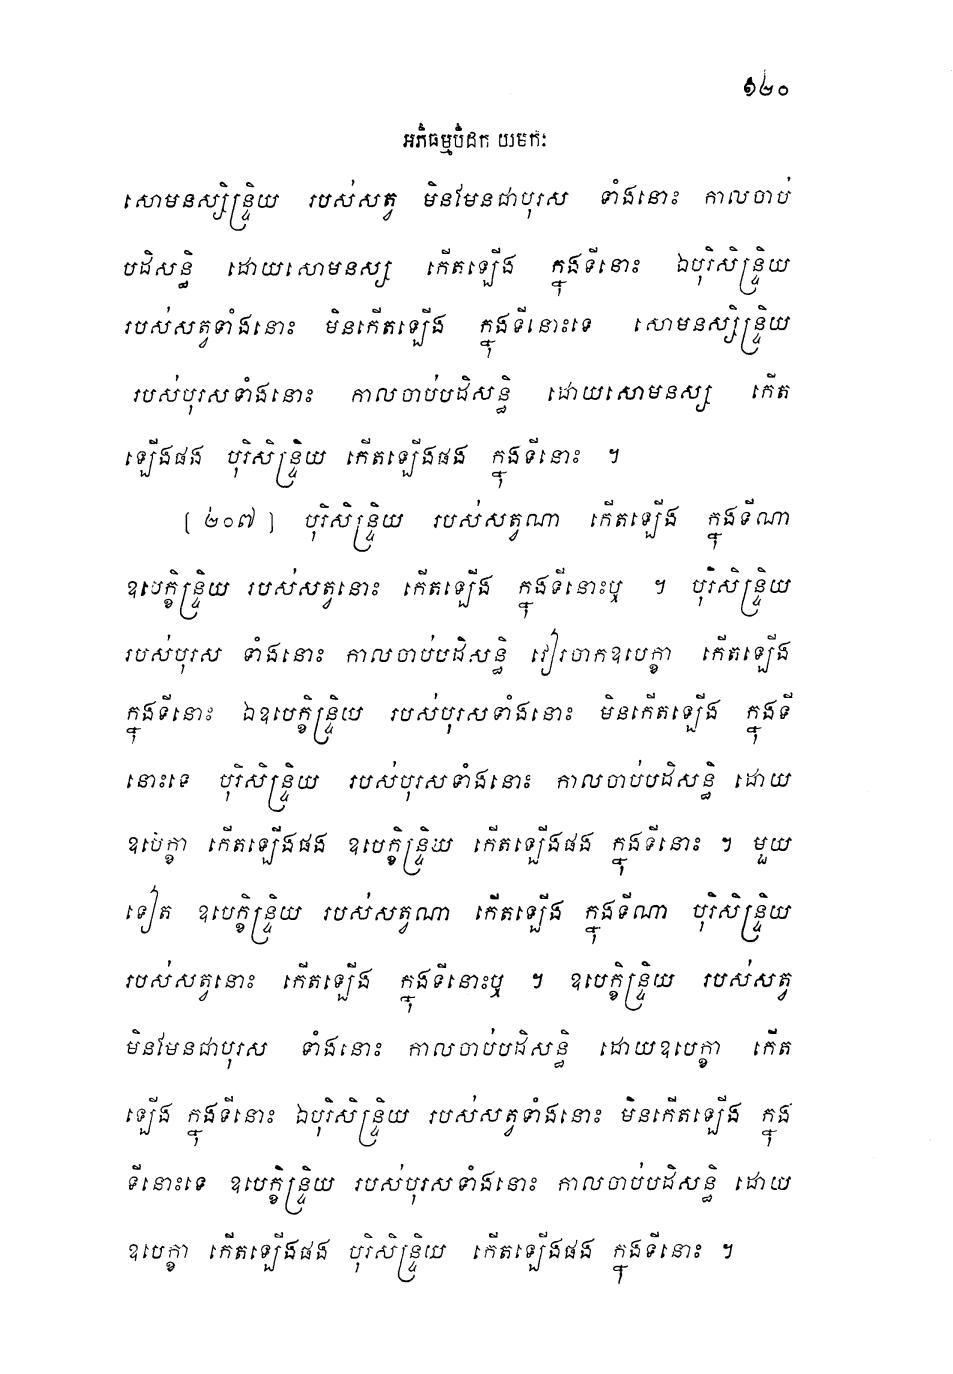 ១២០
អភិធម្មបិដក យមកៈ
សោមនស្សិន្ទ្រិយ របស់សត្វ មិនមែនជាបុរស ទាំងនោះ កាលចាប់
បដិសន្ធិ ដោយសោមនស្ស កើតឡើង ក្នុងទីនោះ ឯបុរិសិន្ទ្រិយ
របស់សត្វទាំងនោះ មិនកើតឡើង ក្នុងទីនោះទេ សោមនស្សិន្ទ្រិយ
របស់បុរសទាំងនោះ កាលចាប់បដិសន្ធិ ដោយសោមនស្ស កើត
ឡើងផង បុរិសិន្ទ្រិយ កើតឡើងផង ក្នុងទីនោះ ។
[ ២០៧ ] បុរិសិន្ទ្រិយ របស់សត្វណា កើតឡើង ក្នុងទីណា
ឧបេក្ខិន្ទ្រិយ របស់សត្វនោះ កើតឡើង ក្នុងទីនោះឬ ។ បុរិសិន្ទ្រិយ
របស់បុរស ទាំងនោះ កាលចាប់បដិសន្ធិ វៀរចាកឧបេក្ខា កើតឡើង
ក្នុងទីនោះ ឯឧបេក្ខិន្ទ្រិយ របស់បុរសទាំងនោះ មិនកើតឡើង ក្នុងទី
នោះទេ បុរិសិន្ទ្រិយ របស់បុរសទាំងនោះ កាលចាប់បដិសន្ធិ ដោយ
ឧបេក្ខា កើតឡើងផង ឧបេក្ខិន្ទ្រិយ កើតឡើងផង ក្នុងទីនោះ ។ មួយ
ទៀត ឧបេក្ខិន្ទ្រិយ របស់សត្វណា កើតឡើង ក្នុងទីណា បុរិសិន្ទ្រិយ
របស់សត្វនោះ កើតឡើង ក្នុងទីនោះឬ ។ ឧបេក្ខិន្ទ្រិយ របស់សត្វ
មិនមែនជាបុរស ទាំងនោះ កាលចាប់បដិសន្ធិ ដោយឧបេក្ខា កើត
ឡើង ក្នុងទីនោះ ឯបុរិសិន្ទ្រិយ របស់សត្វទាំងនោះ មិនកើតឡើង ក្នុង
ទីនោះទេ ឧបេក្ខិន្ទ្រិយ របស់បុរសទាំងនោះ កាលចាប់បដិសន្ធិ ដោយ
ឧបេក្ខា កើតឡើងផង បុរិសិន្ទ្រិយ កើតឡើងផង ក្នុងទីនោះ ។